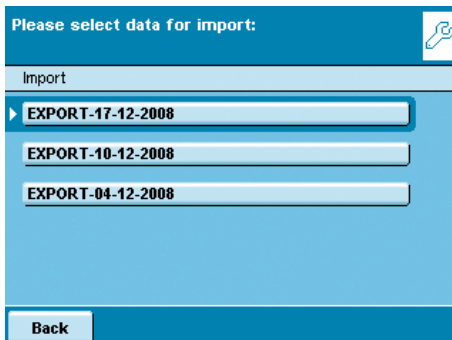 Please select data for import:
Import
EXPORT-17-12-2008
EXPORT-10-12-2008
EXPORT-04-12-2008
Back